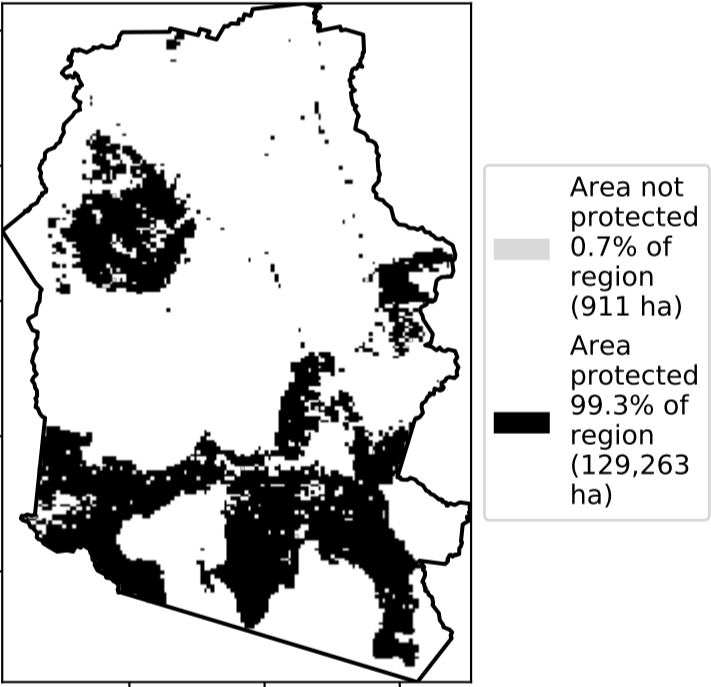 Area not
protected
0.7% of
region
(911 ha)
Area
protected
99.3% of
region
(129,263
ha)